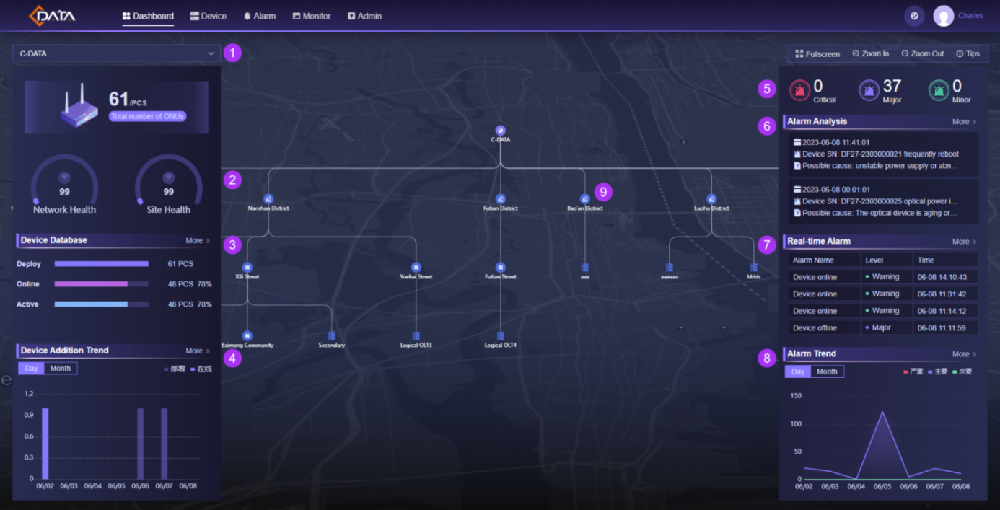 C DATA
Dashboard Device Alarm Monitor Admin
Charles
C-DATA
1
Fullscreen Zoom In Zoom Out Tips
61/PCS
Total number of ONUs
99
Network Health
99
Site Health
2
Device Database More
3
Deploy 61 PCS
Online 48 PCS 78%
Active 48 PCS 78%
Device Addition Trend More
4
Day Month
部署 在线
1.2
0.9
0.6
0.3
0
06/02 06/03 06/04 06/05 06/06 06/07 06/08
C-DATA
9
Nanshan District Futian District Bao'an District Luohu District
Xili Street Yuehai Street Futian Street aaa aaaaaa bbbb
Baimang Community Secondary Logical OLT3 Logical OLT4
5
0 Critical
37 Major
0 Minor
6
Alarm Analysis More
2023-06-08 11:41:01
Device SN: DF27-2303000021 frequently reboot
Possible cause: unstable power supply or abn...
2023-06-08 00:01:01
Device SN: DF27-2303000025 optical power i...
Possible cause: The optical device is aging or...
7
Real-time Alarm More
Alarm Name Level Time
Device online Warning 06-08 14:10:43
Device online Warning 06-08 11:31:42
Device online Warning 06-08 11:14:12
Device offline Major 06-08 11:11:59
8
Alarm Trend More
Day Month
严重 主要 次要
150
100
50
0
06/02 06/03 06/04 06/05 06/06 06/07 06/08